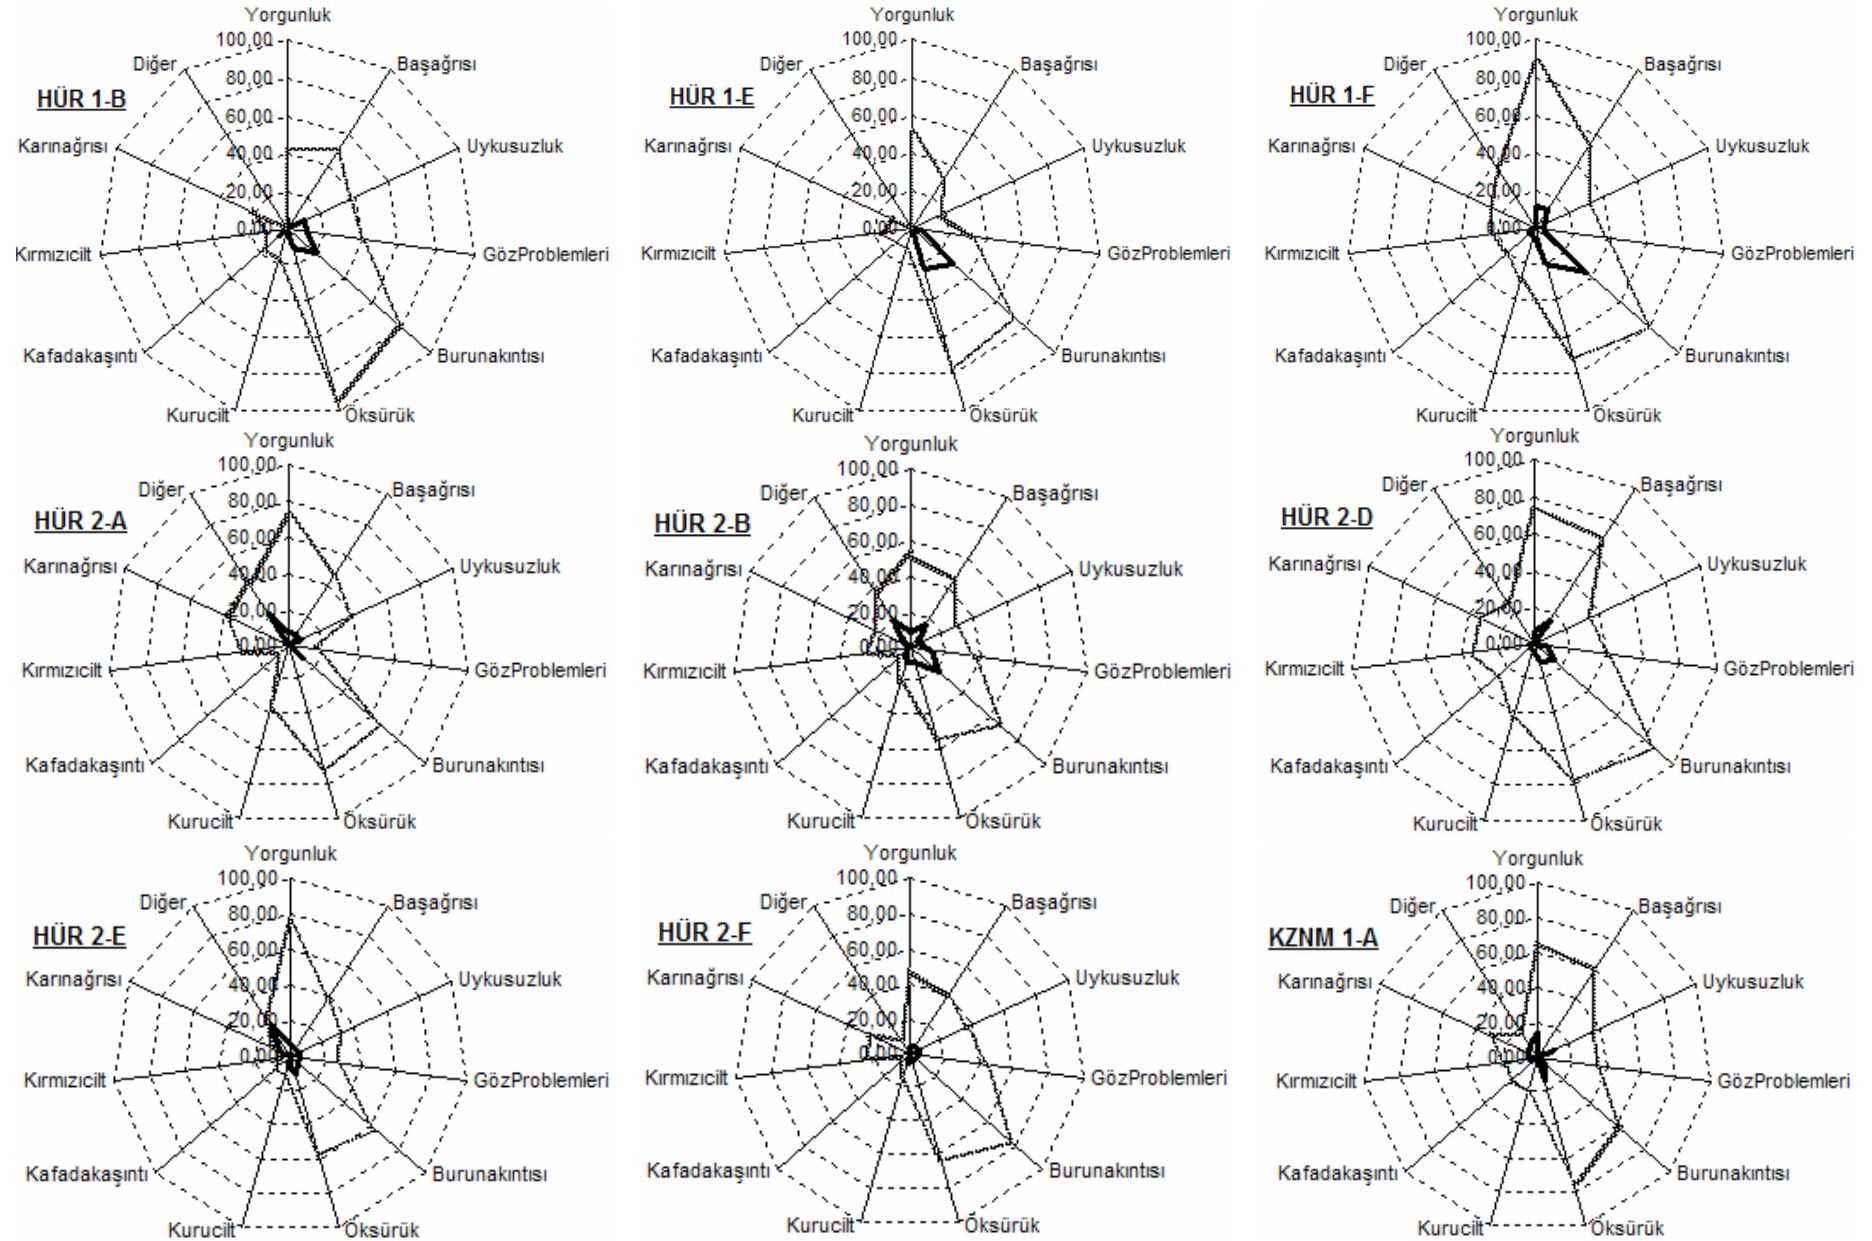 Yorgunluk
100,00
Diğer
Başağrısı
80,00
HÜR 1-B
60,00
Karınağrısı
Uykusuzluk
40,00
20,00
0,00
Kırmızıcilt
GözProblemleri
Kafadakaşıntı
Burunakıntısı
Kurucilt
Öksürük
Yorgunluk
100,00
Diğer
Başağrısı
80,00
HÜR 1-E
60,00
Karınağrısı
Uykusuzluk
40,00
20,00
0,00
Kırmızıcilt
GözProblemleri
Kafadakaşıntı
Burunakıntısı
Kurucilt
Öksürük
Yorgunluk
100,00
Diğer
Başağrısı
80,00
HÜR 1-F
60,00
Karınağrısı
Uykusuzluk
40,00
20,00
0,00
Kırmızıcilt
GözProblemleri
Kafadakaşıntı
Burunakıntısı
Kurucilt
Öksürük
Yorgunluk
100,00
Diğer
Başağrısı
80,00
HÜR 2-A
60,00
Karınağrısı
Uykusuzluk
40,00
20,00
0,00
Kırmızıcilt
GözProblemleri
Kafadakaşıntı
Burunakıntısı
Kurucilt
Öksürük
Yorgunluk
100,00
Diğer
Başağrısı
80,00
HÜR 2-B
60,00
Karınağrısı
Uykusuzluk
40,00
20,00
0,00
Kırmızıcilt
GözProblemleri
Kafadakaşıntı
Burunakıntısı
Kurucilt
Öksürük
Yorgunluk
100,00
Diğer
Başağrısı
80,00
HÜR 2-D
60,00
Karınağrısı
Uykusuzluk
40,00
20,00
0,00
Kırmızıcilt
GözProblemleri
Kafadakaşıntı
Burunakıntısı
Kurucilt
Öksürük
Yorgunluk
100,00
Diğer
Başağrısı
80,00
HÜR 2-E
60,00
Karınağrısı
Uykusuzluk
40,00
20,00
0,00
Kırmızıcilt
GözProblemleri
Kafadakaşıntı
Burunakıntısı
Kurucilt
Öksürük
Yorgunluk
100,00
Diğer
Başağrısı
80,00
HÜR 2-F
60,00
Karınağrısı
Uykusuzluk
40,00
20,00
0,00
Kırmızıcilt
GözProblemleri
Kafadakaşıntı
Burunakıntısı
Kurucilt
Öksürük
Yorgunluk
100,00
Diğer
Başağrısı
80,00
KZNM 1-A
60,00
Karınağrısı
Uykusuzluk
40,00
20,00
0,00
Kırmızıcilt
GözProblemleri
Kafadakaşıntı
Burunakıntısı
Kurucilt
Öksürük